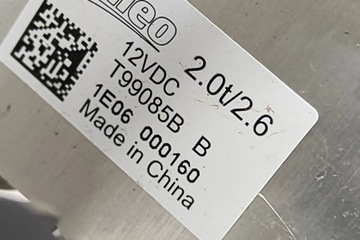 12VDC 2.0t/2.6
T99085B B
1E06 000160
Made in China